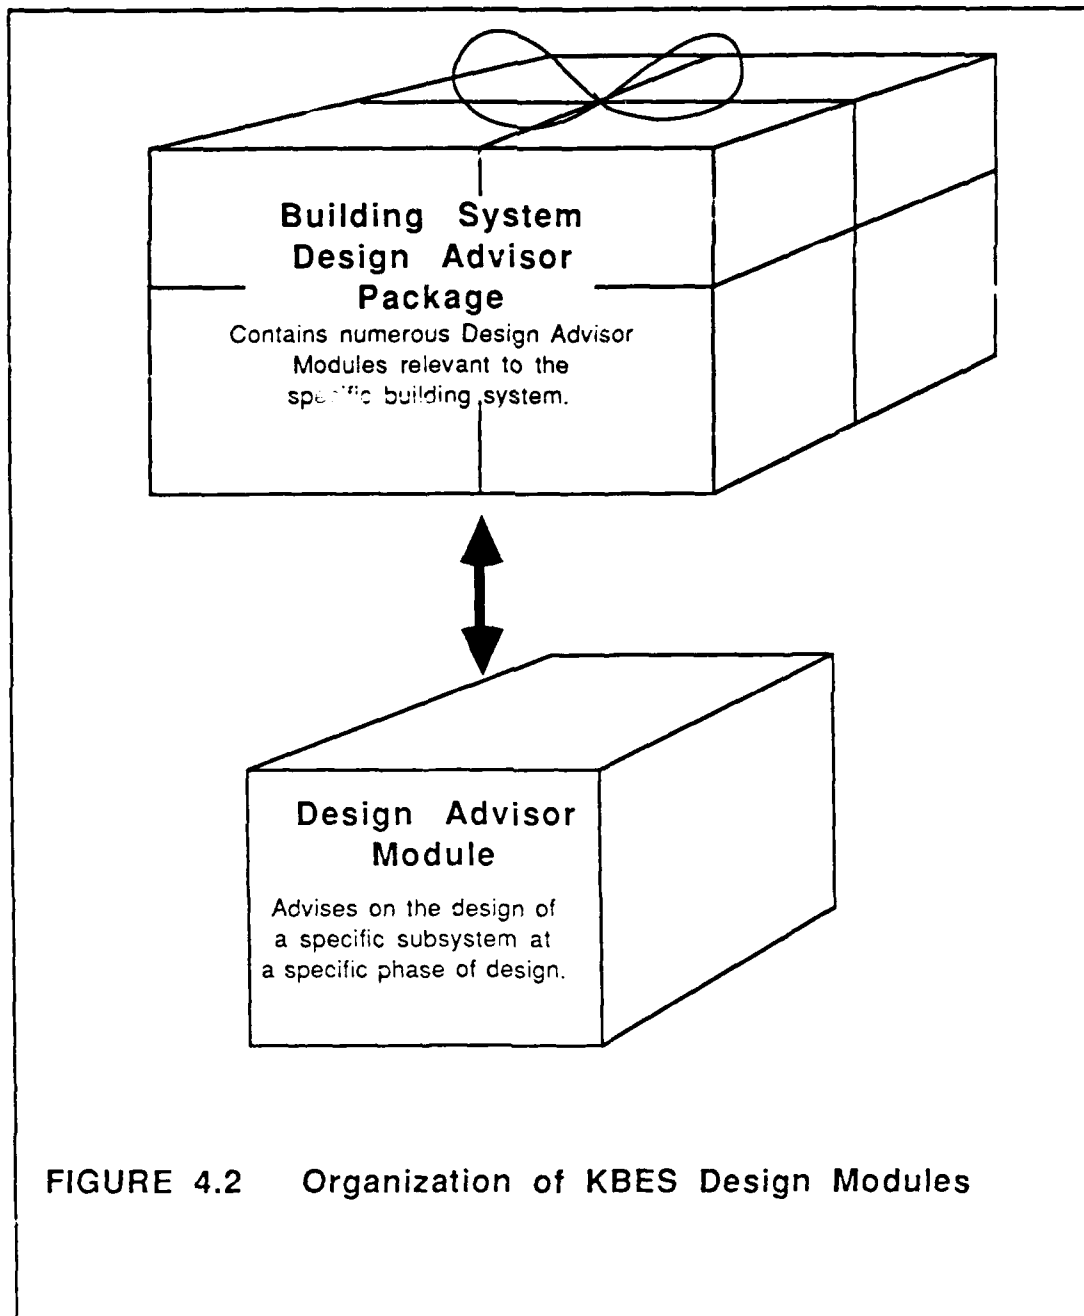 Building System
Design Advisor
Package
Contains numerous Design Advisor
Modules relevant to the
specific building system.
Design Advisor
Module
Advises on the design of
a specific subsystem at
a specific phase of design.
FIGURE 4.2 Organization of KBES Design Modules